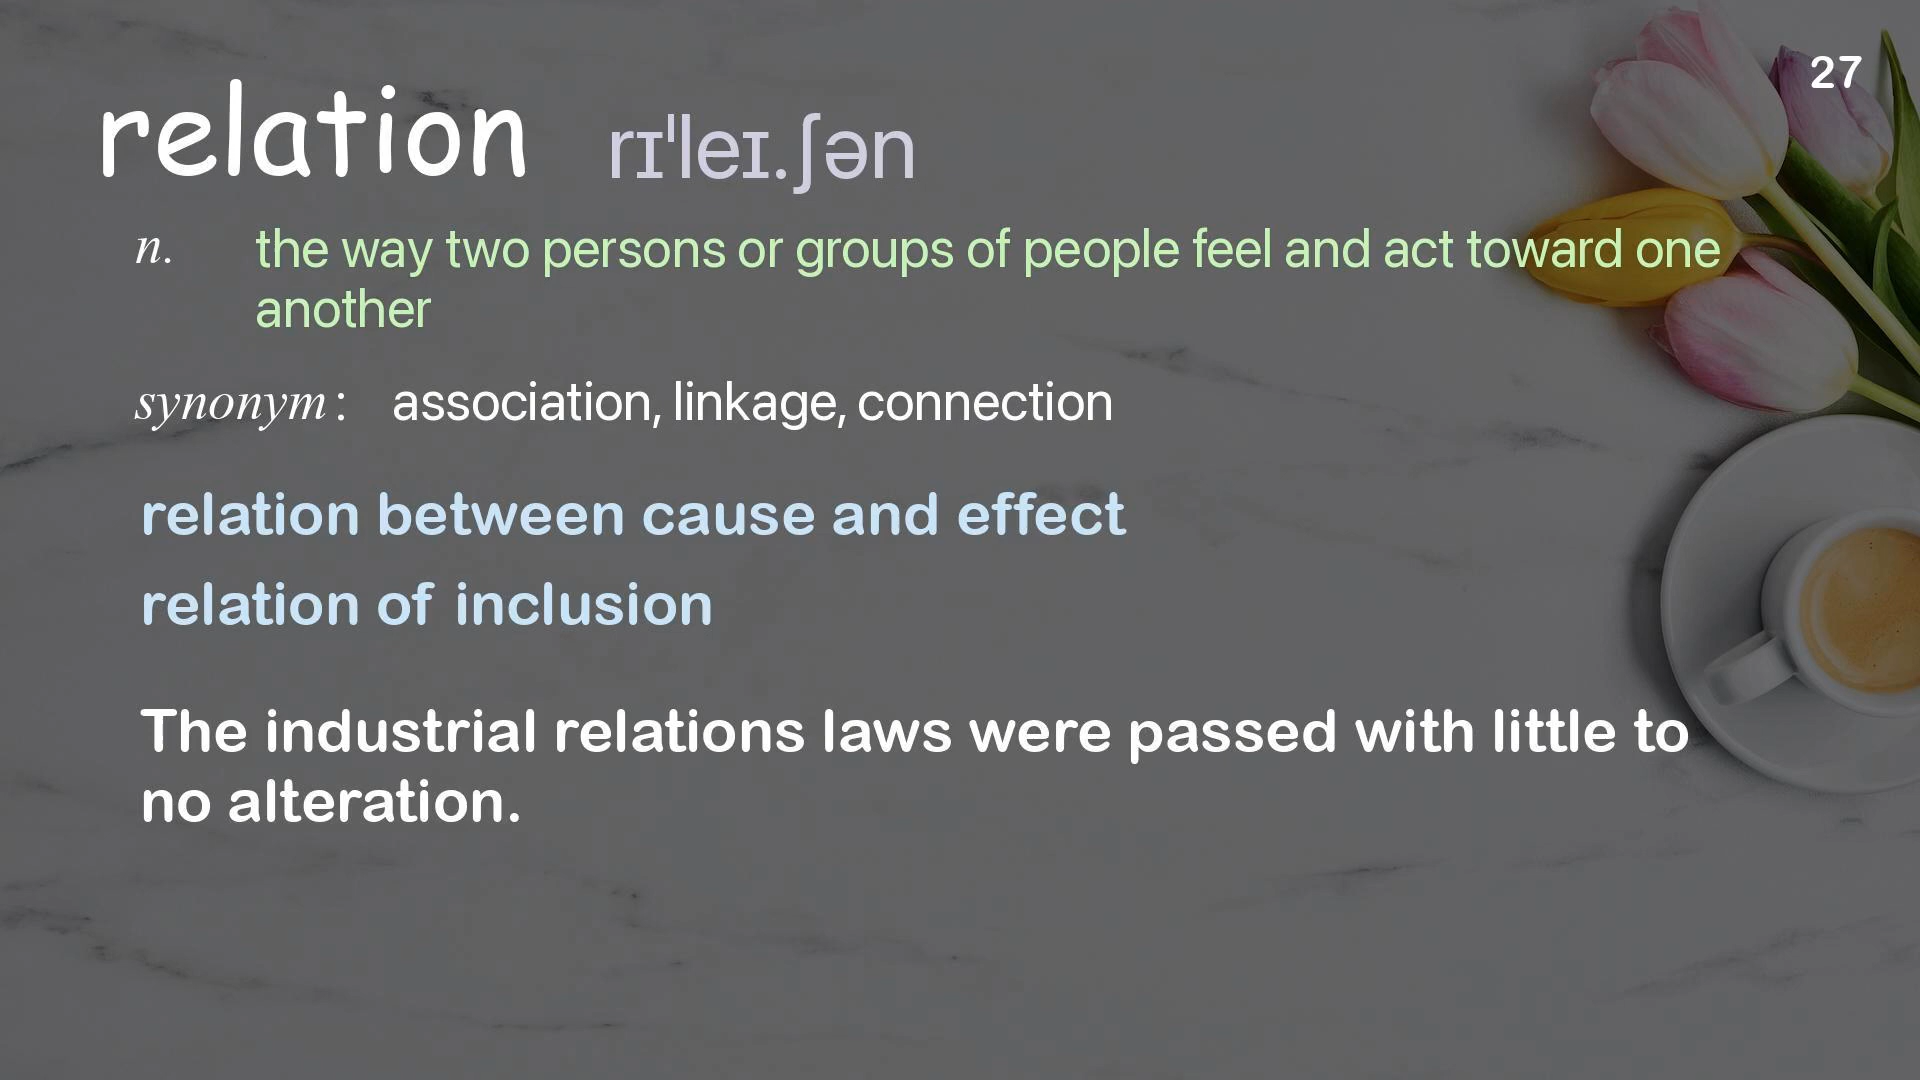 27
relation rɪˈleɪ.ʃən
n. the way two persons or groups of people feel and act toward one
another
synonym: association, linkage, connection
relation between cause and effect
relation of inclusion
The industrial relations laws were passed with little to
no alteration.